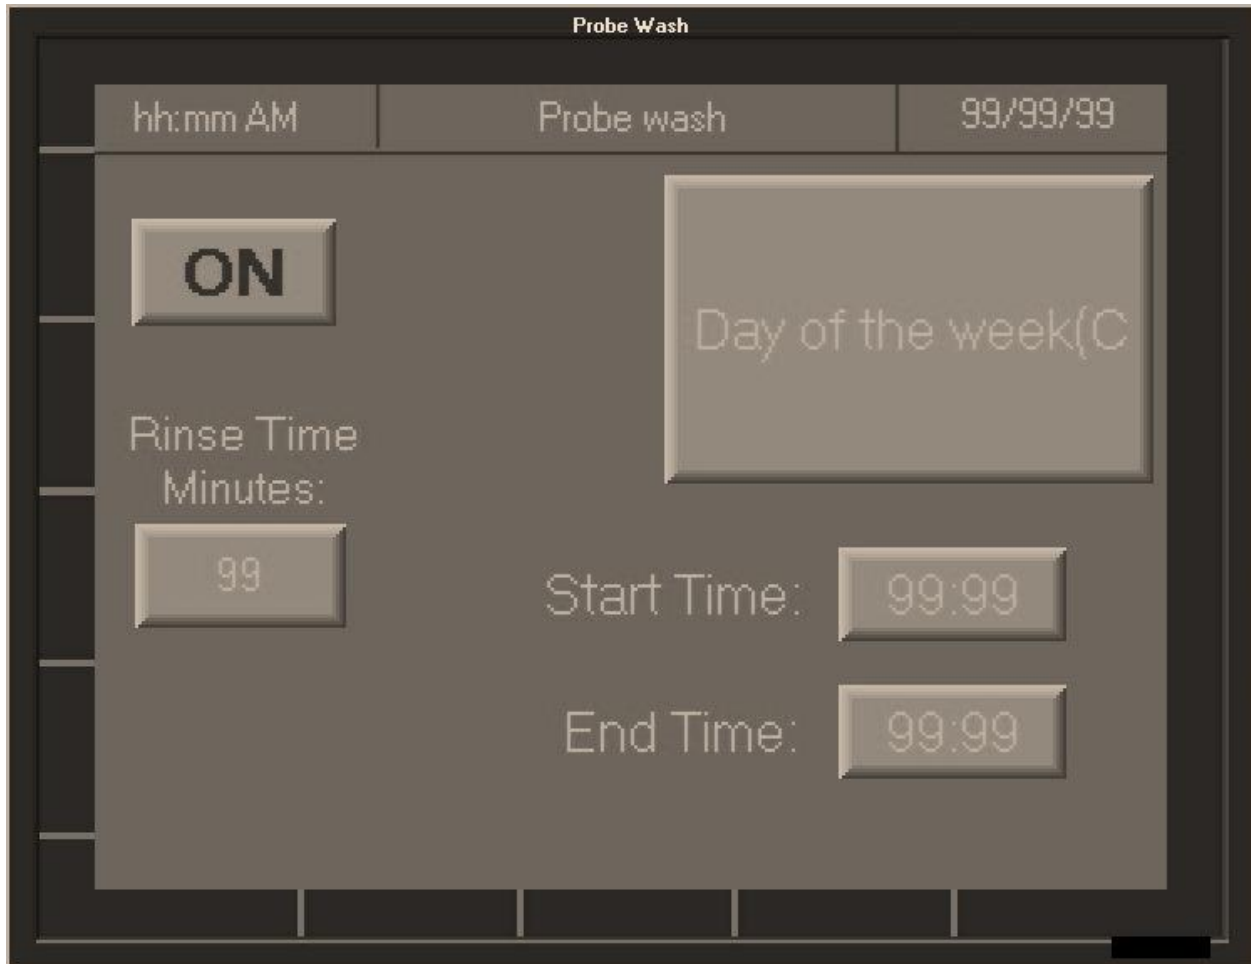 Probe Wash
hh:mm AM
Probe wash
99/99/99
ON
Day of the week(C
Rinse Time
Minutes:
99
Start Time:
99:99
End Time:
99:99